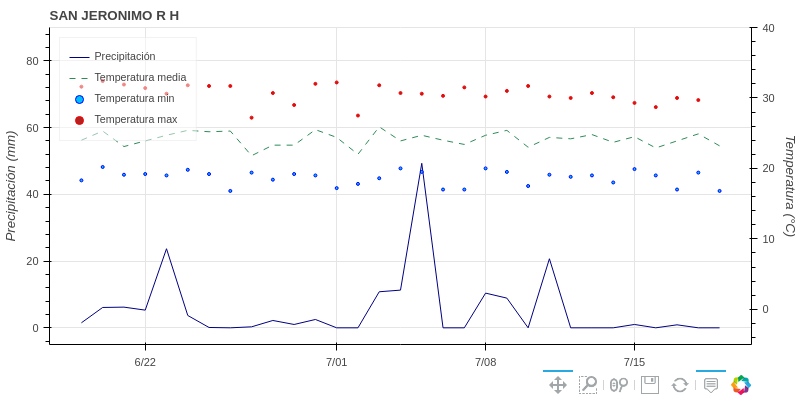 SAN JERONIMO R H
Precipitación
Temperatura media
Temperatura min
Temperatura max
Precipitación (mm)
80
60
40
20
0
Temperatura (°C)
40
30
20
10
0
6/22
7/01
7/08
7/15